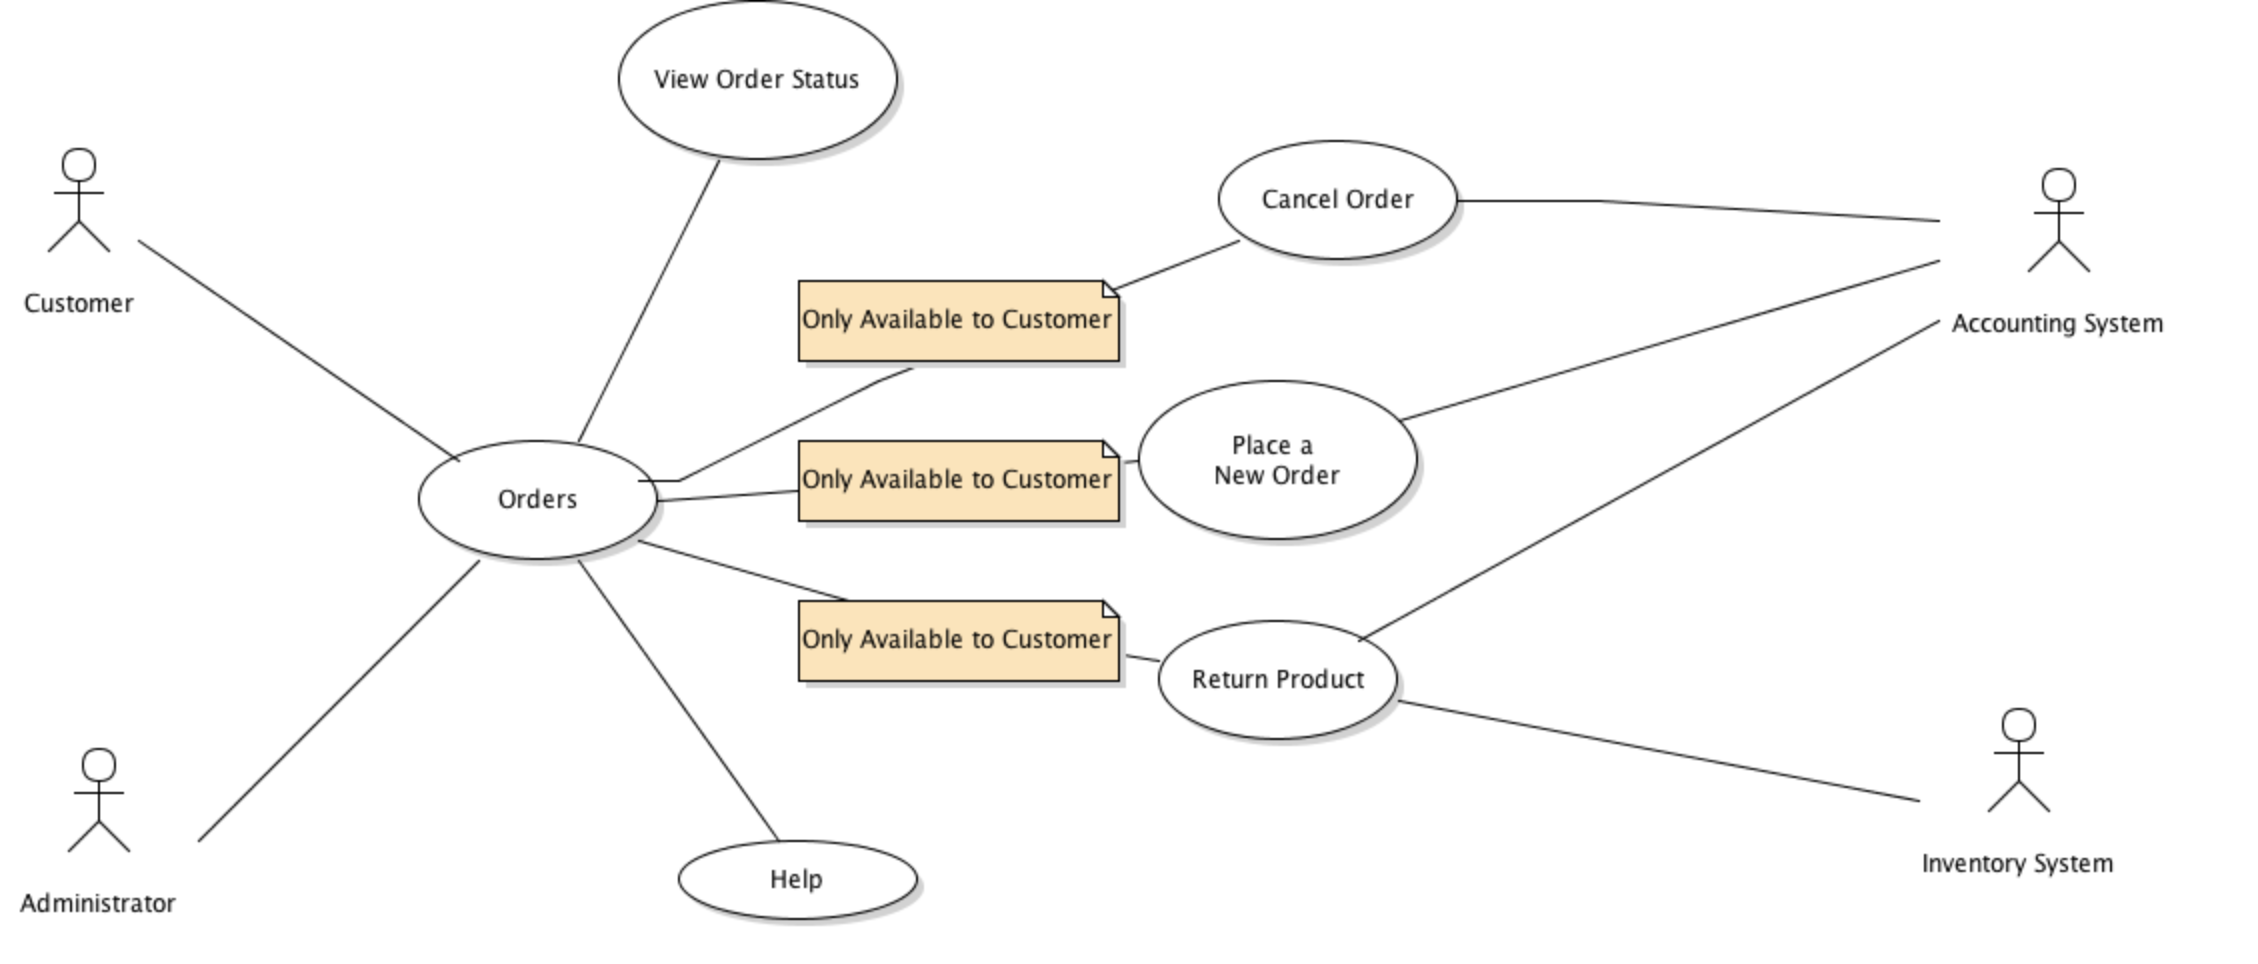 View Order Status
Cancel Order
Customer
Only Available to Customer
Accounting System
Place a
New Order
Only Available to Customer
Orders
Only Available to Customer
Return Product
Inventory System
Help
Administrator